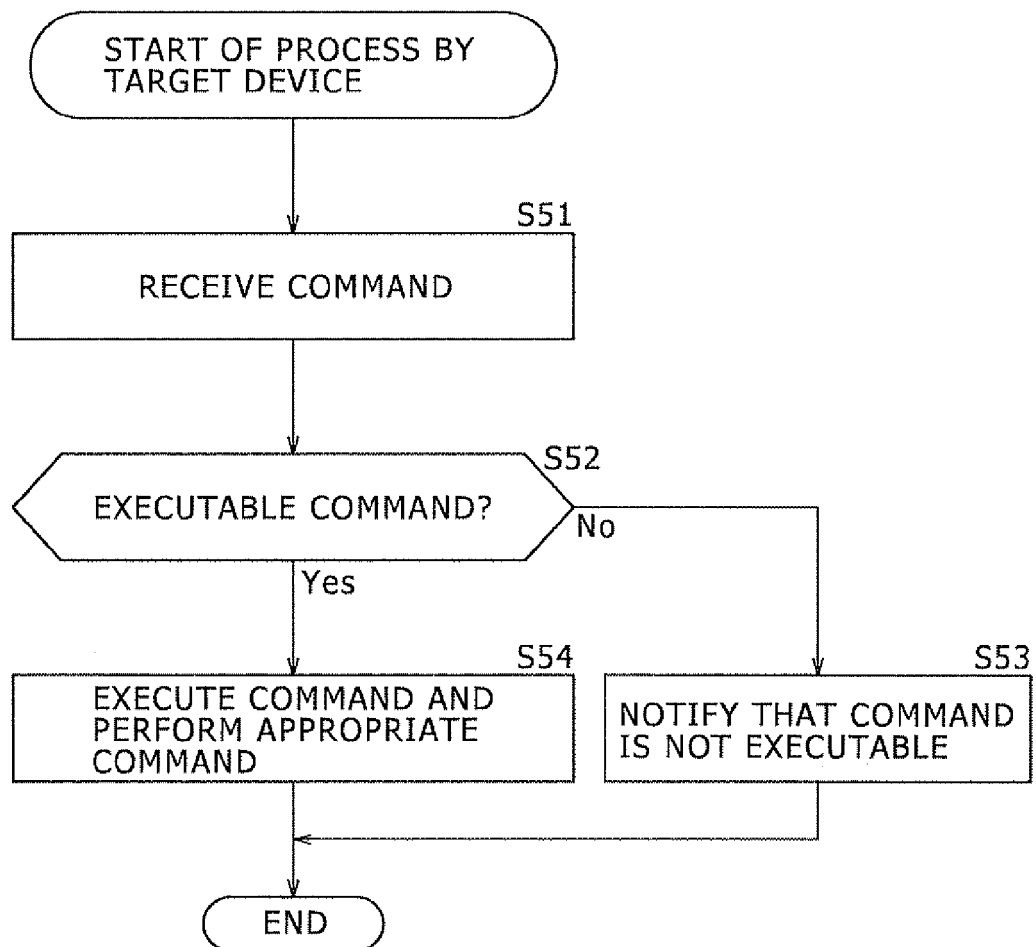 START OF PROCESS BY
TARGET DEVICE
S51
RECEIVE COMMAND
S52
EXECUTABLE COMMAND?
No
Yes
S54
EXECUTE COMMAND AND
PERFORM APPROPRIATE
COMMAND
S53
NOTIFY THAT COMMAND
IS NOT EXECUTABLE
END